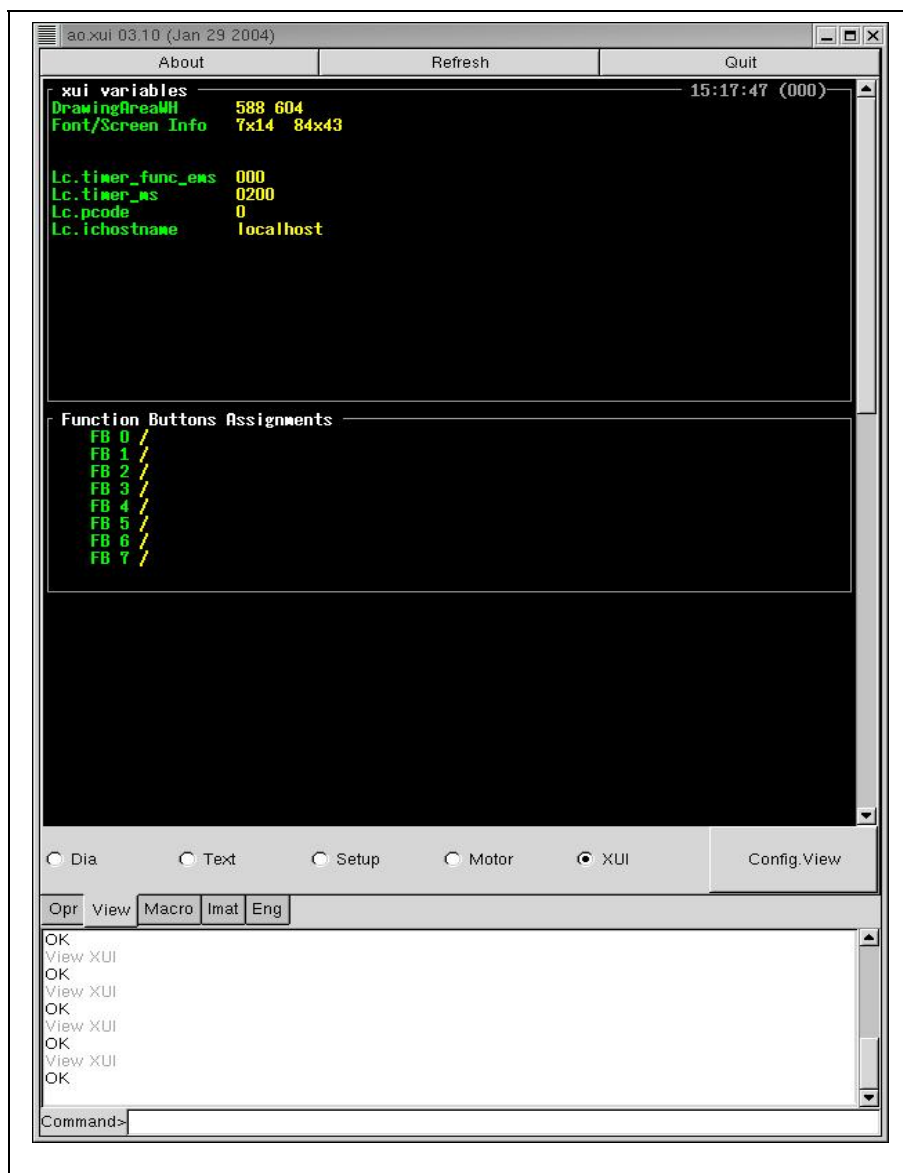 ao.xui 03.10 (Jan 29 2004)
About Refresh Quit
xui variables 15:17:47 (000)
DrawingAreaWH 588 604
Font/Screen Info 7x14 84x43
Lc.timer_func_ems 000
Lc.timer_ms 0200
Lc.pcode 0
Lc.ichostname localhost
Function Buttons Assignments
FB 0 /
FB 1 /
FB 2 /
FB 3 /
FB 4 /
FB 5 /
FB 6 /
FB 7 /
Dia Text Setup Motor XUI Config.View
Opr View Macro Imat Eng
OK
View XUI
OK
View XUI
OK
View XUI
OK
View XUI
OK
Command>